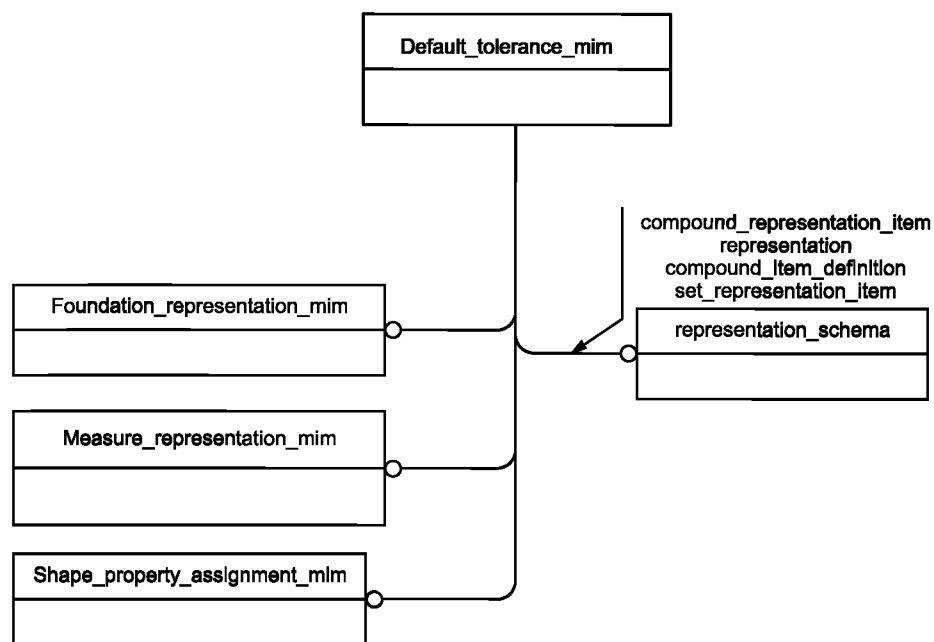 Default_tolerance_mim
compound_representation_item
representation
compound_item_definition
set_representation_item
Foundation_representation_mim
representation_schema
Measure_representation_mim
Shape_property_assignment_mim